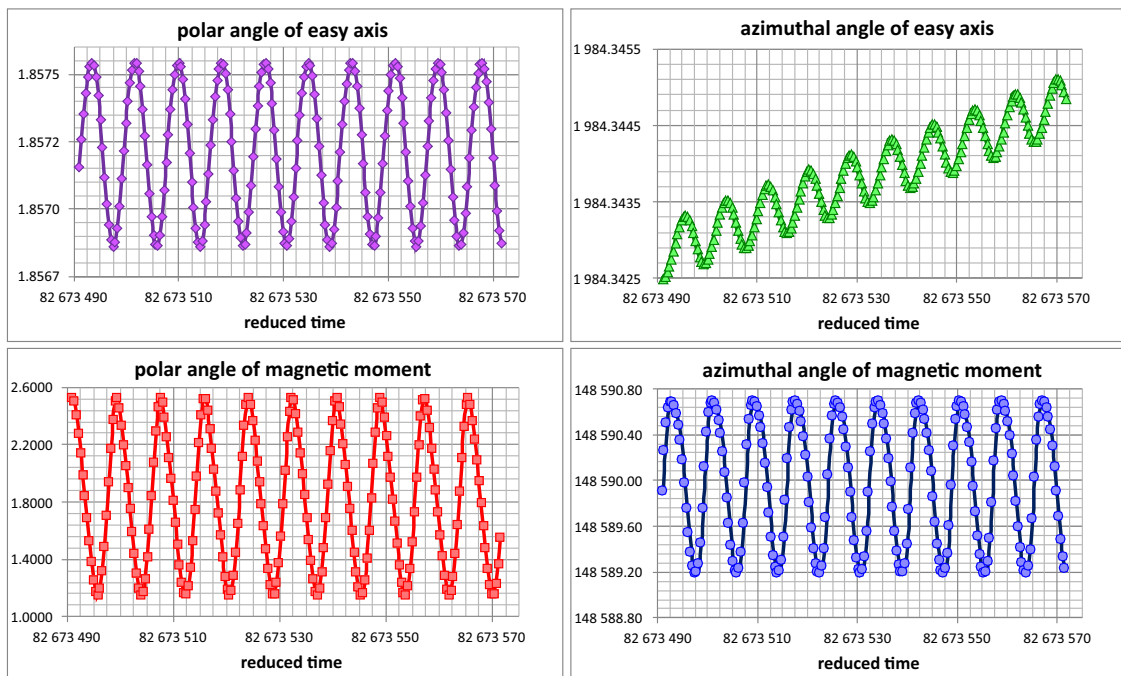 polar angle of easy axis
1.8575
1.8572
1.8570
1.8567
82 673 490 82 673 510 82 673 530 82 673 550 82 673 570
reduced time
azimuthal angle of easy axis
1 984.3455
1 984.3445
1 984.3435
1 984.3425
82 673 490 82 673 510 82 673 530 82 673 550 82 673 570
reduced time
polar angle of magnetic moment
2.6000
2.2000
1.8000
1.4000
1.0000
82 673 490 82 673 510 82 673 530 82 673 550 82 673 570
reduced time
azimuthal angle of magnetic moment
148 590.80
148 590.40
148 590.00
148 589.60
148 589.20
148 588.80
82 673 490 82 673 510 82 673 530 82 673 550 82 673 570
reduced time